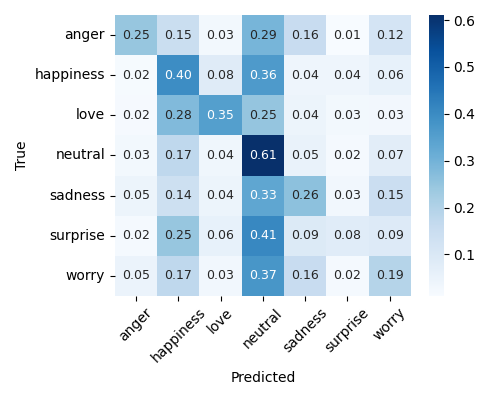 anger 0.25 0.15 0.03 0.29 0.16 0.01 0.12
happiness 0.02 0.40 0.08 0.36 0.04 0.04 0.06
love 0.02 0.28 0.35 0.25 0.04 0.03 0.03
neutral 0.03 0.17 0.04 0.61 0.05 0.02 0.07
sadness 0.05 0.14 0.04 0.33 0.26 0.03 0.15
surprise 0.02 0.25 0.06 0.41 0.09 0.08 0.09
worry 0.05 0.17 0.03 0.37 0.16 0.02 0.19
True
anger happiness love neutral sadness surprise worry
Predicted
0.6
0.5
0.4
0.3
0.2
0.1